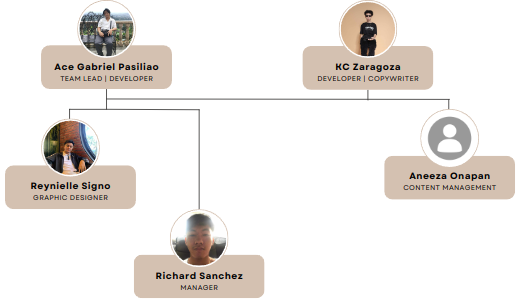 Ace Gabriel Pasiliao
TEAM LEAD | DEVELOPER
KC Zaragoza
DEVELOPER | COPYWRITER
Reynielle Signo
GRAPHIC DESIGNER
Aneeza Onapan
CONTENT MANAGEMENT
Richard Sanchez
MANAGER